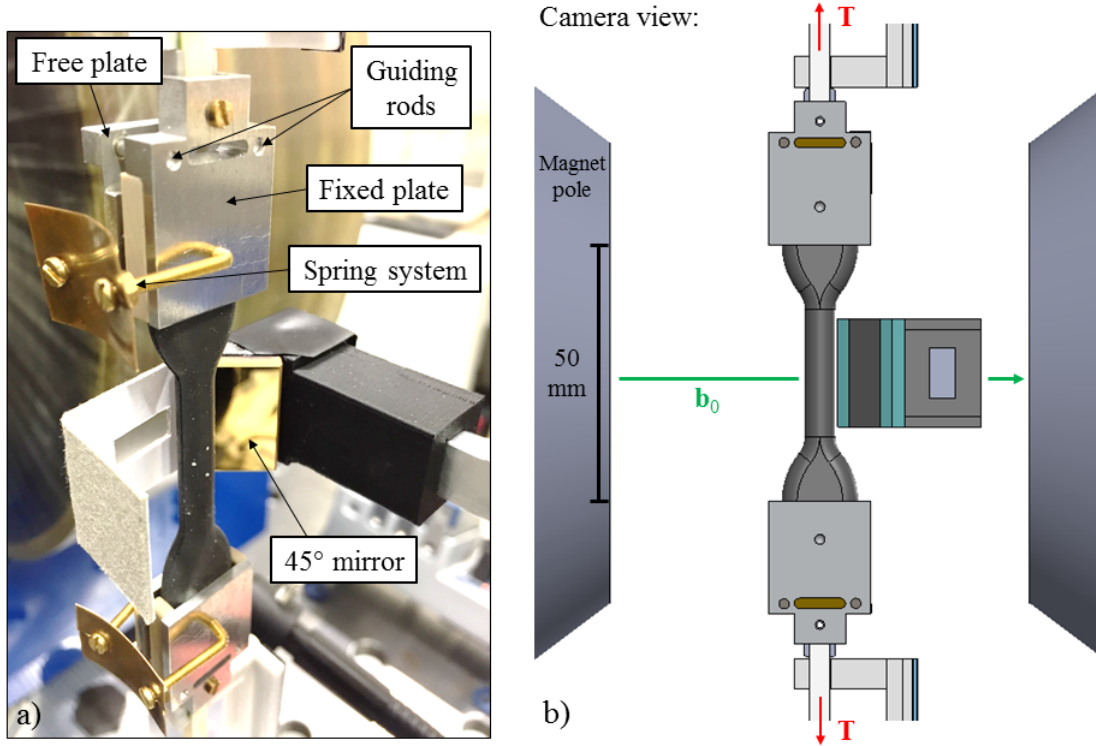 Free plate
Guiding
rods
Fixed plate
Spring system
45° mirror
a)
Camera view:
T
Magnet
pole
50
mm
b₀
b)
T